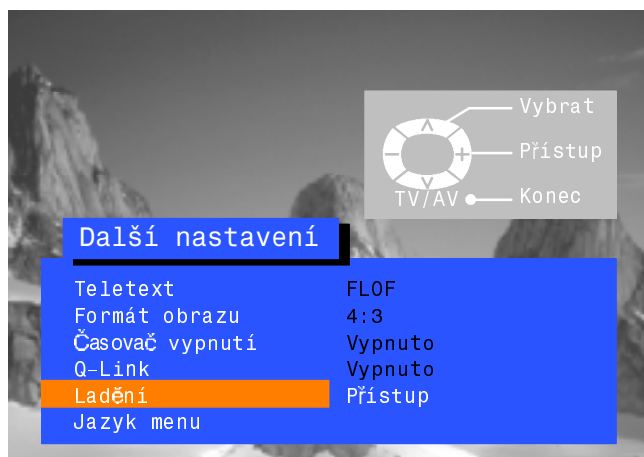 Vybrat
Přístup
TV/AV Konec
Další nastavení
Teletext FLOF
Formát obrazu 4:3
Časovač vypnutí Vypnuto
Q-Link Vypnuto
Ladění Přístup
Jazyk menu